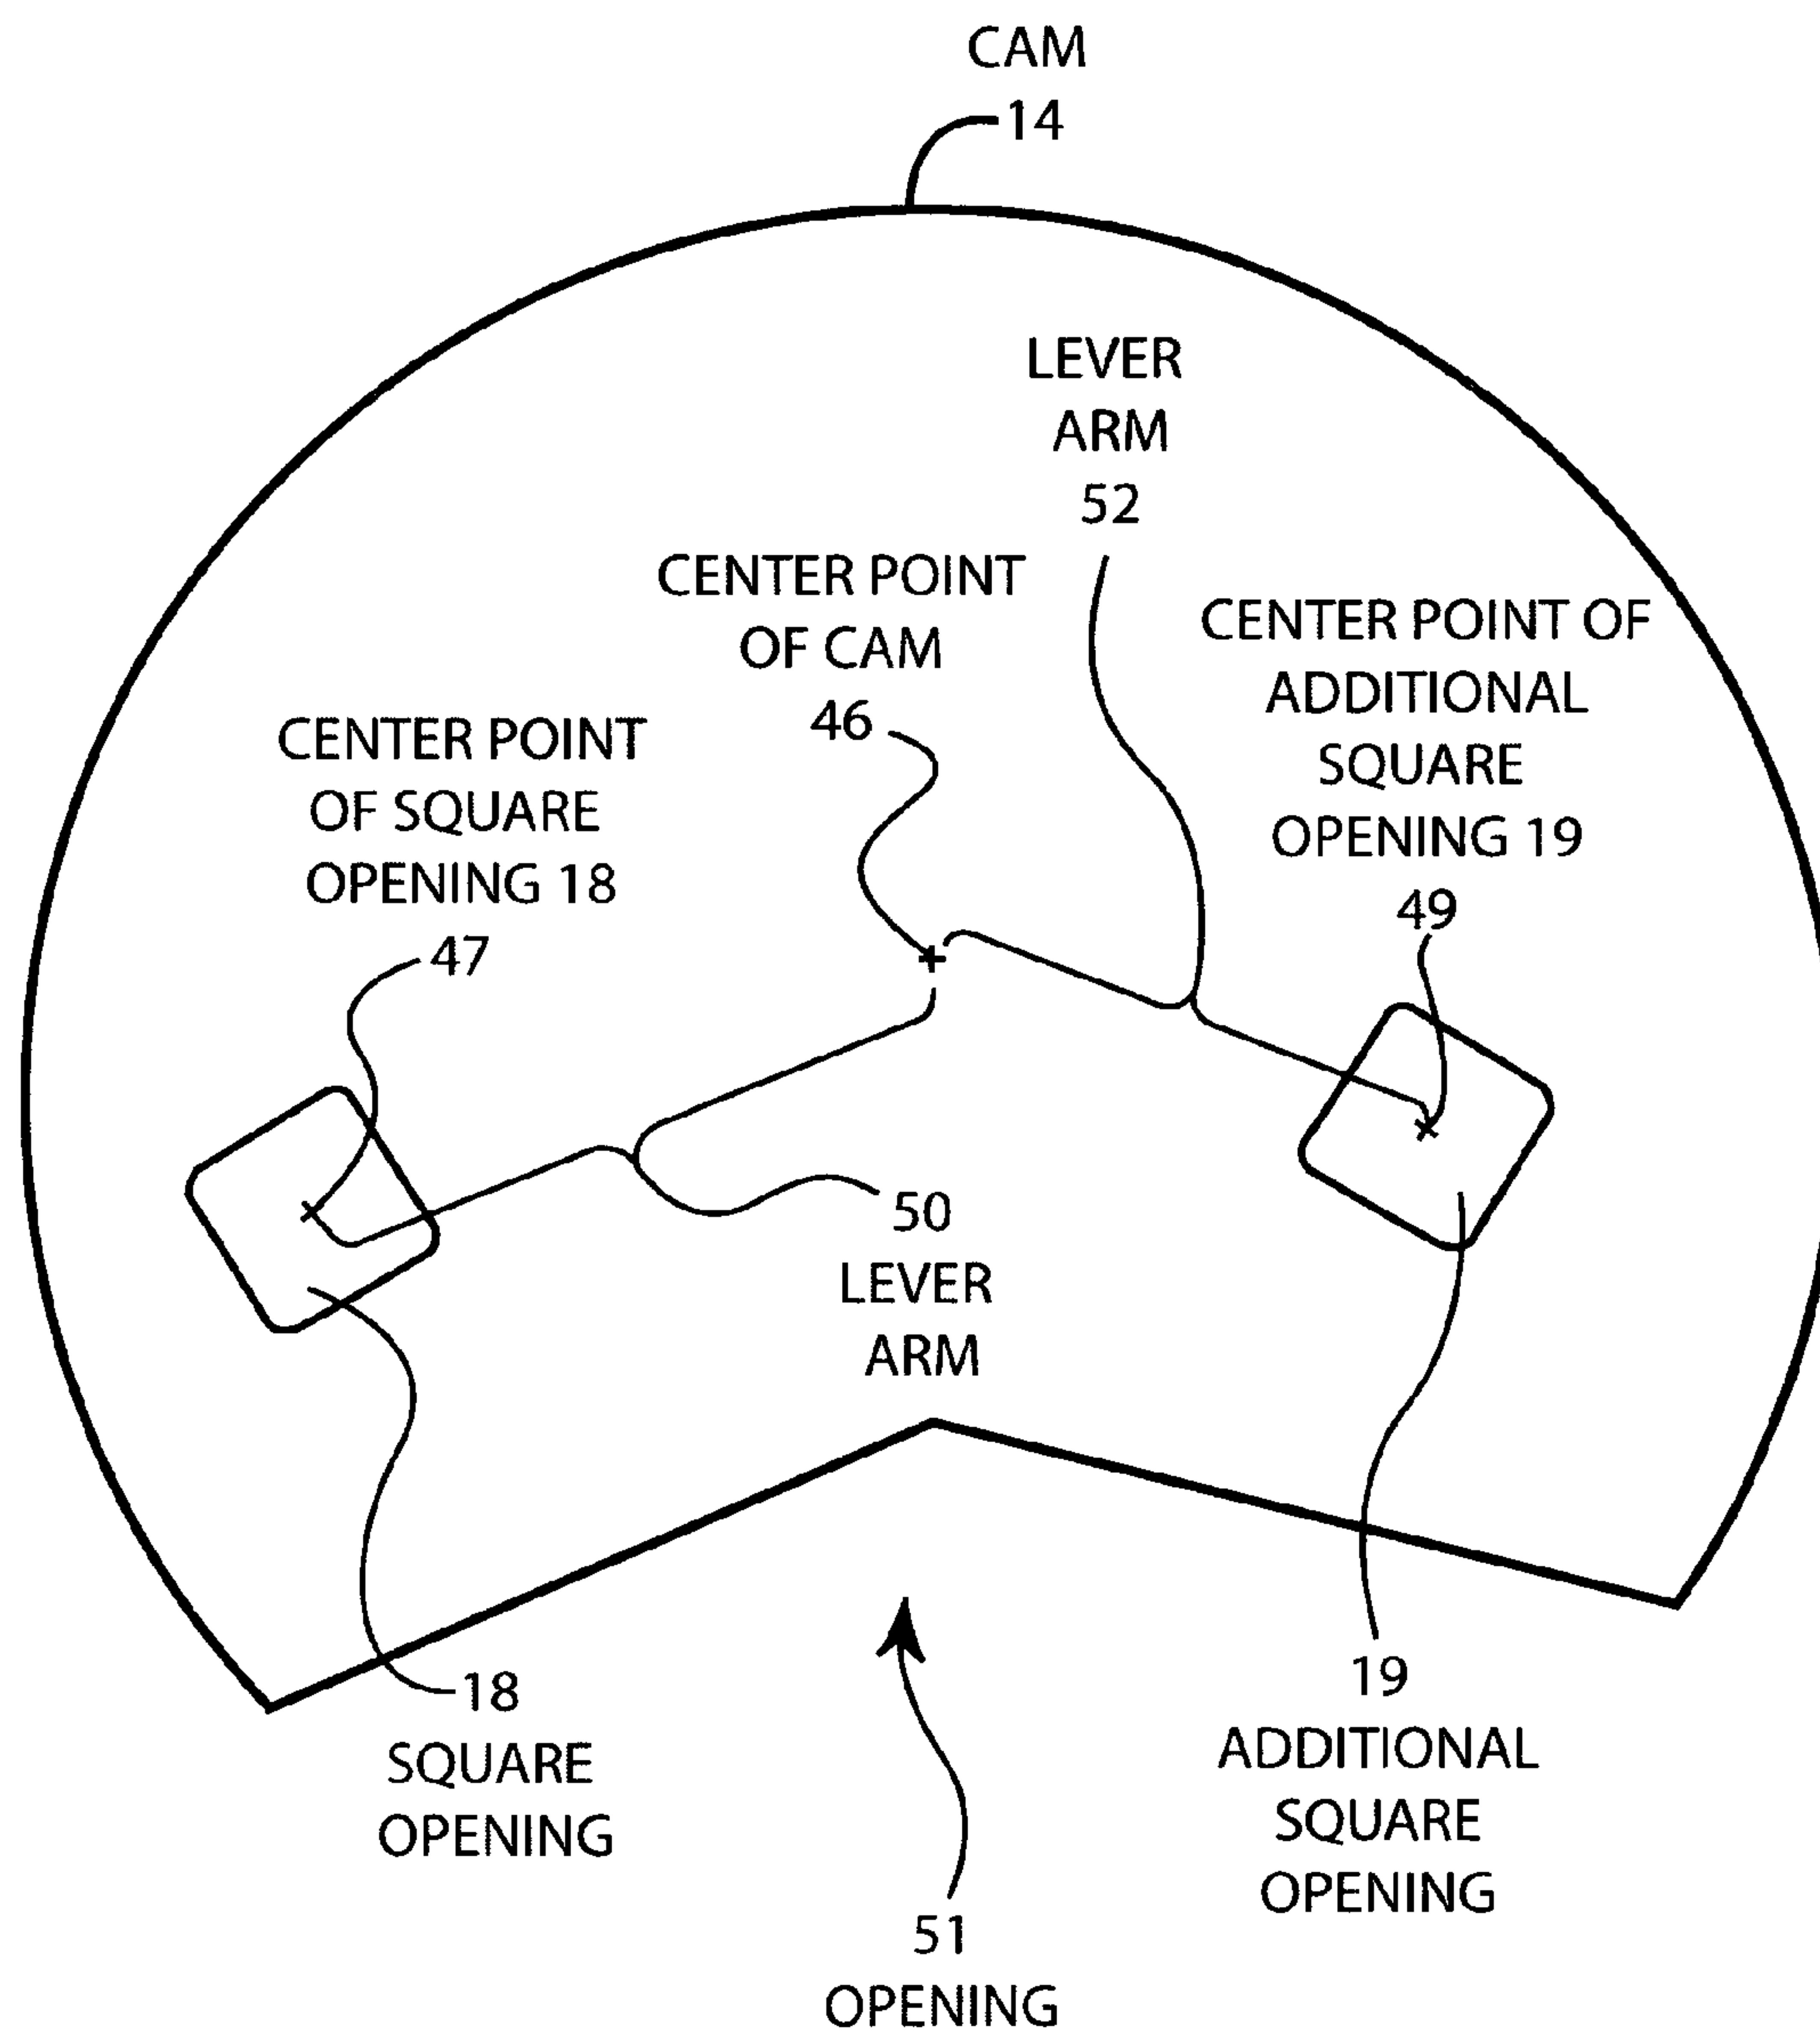 CAM
14
LEVER
ARM
52
CENTER POINT
OF CAM
46
CENTER POINT OF
ADDITIONAL
SQUARE
OPENING 19
49
CENTER POINT
OF SQUARE
OPENING 18
47
50
LEVER
ARM
18
SQUARE
OPENING
19
ADDITIONAL
SQUARE
OPENING
51
OPENING